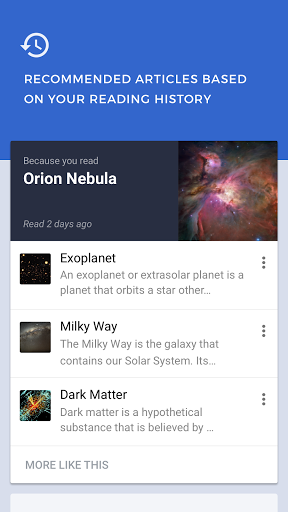 RECOMMENDED ARTICLES BASED
ON YOUR READING HISTORY
Because you read
Orion Nebula
Read 2 days ago
Exoplanet
An exoplanet or extrasolar planet is a
planet that orbits a star other…
Milky Way
The Milky Way is the galaxy that
contains our Solar System. Its…
Dark Matter
Dark matter is a hypothetical
substance that is believed by …
MORE LIKE THIS